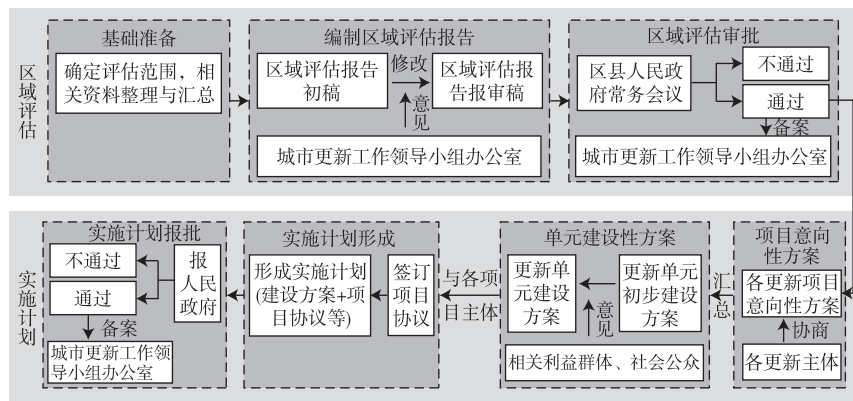 区域评估
基础准备
确定评估范围，相
关资料整理与汇总
编制区域评估报告
区域评估报告
初稿
修改
意见
区域评估报
告报审稿
城市更新工作领导小组办公室
区域评估审批
区县人民政
府常务会议
不通过
通过
备案
城市更新工作领导小组办公室
项目意向
性方案
各更新项目
意向性方案
协商
各更新主体
汇总
单元建设性方案
更新单元
初步建设
方案
意见
更新单
元建设
方案
相关利益群体、社会公众
与各项
目主体
实施计划形成
签订
项目
协议
形成实施计划
(建设方案+项
目协议等)
实施计划报批
报
人民
政府
不通过
通过
备案
城市更新工作领
导小组办公室
实施计划